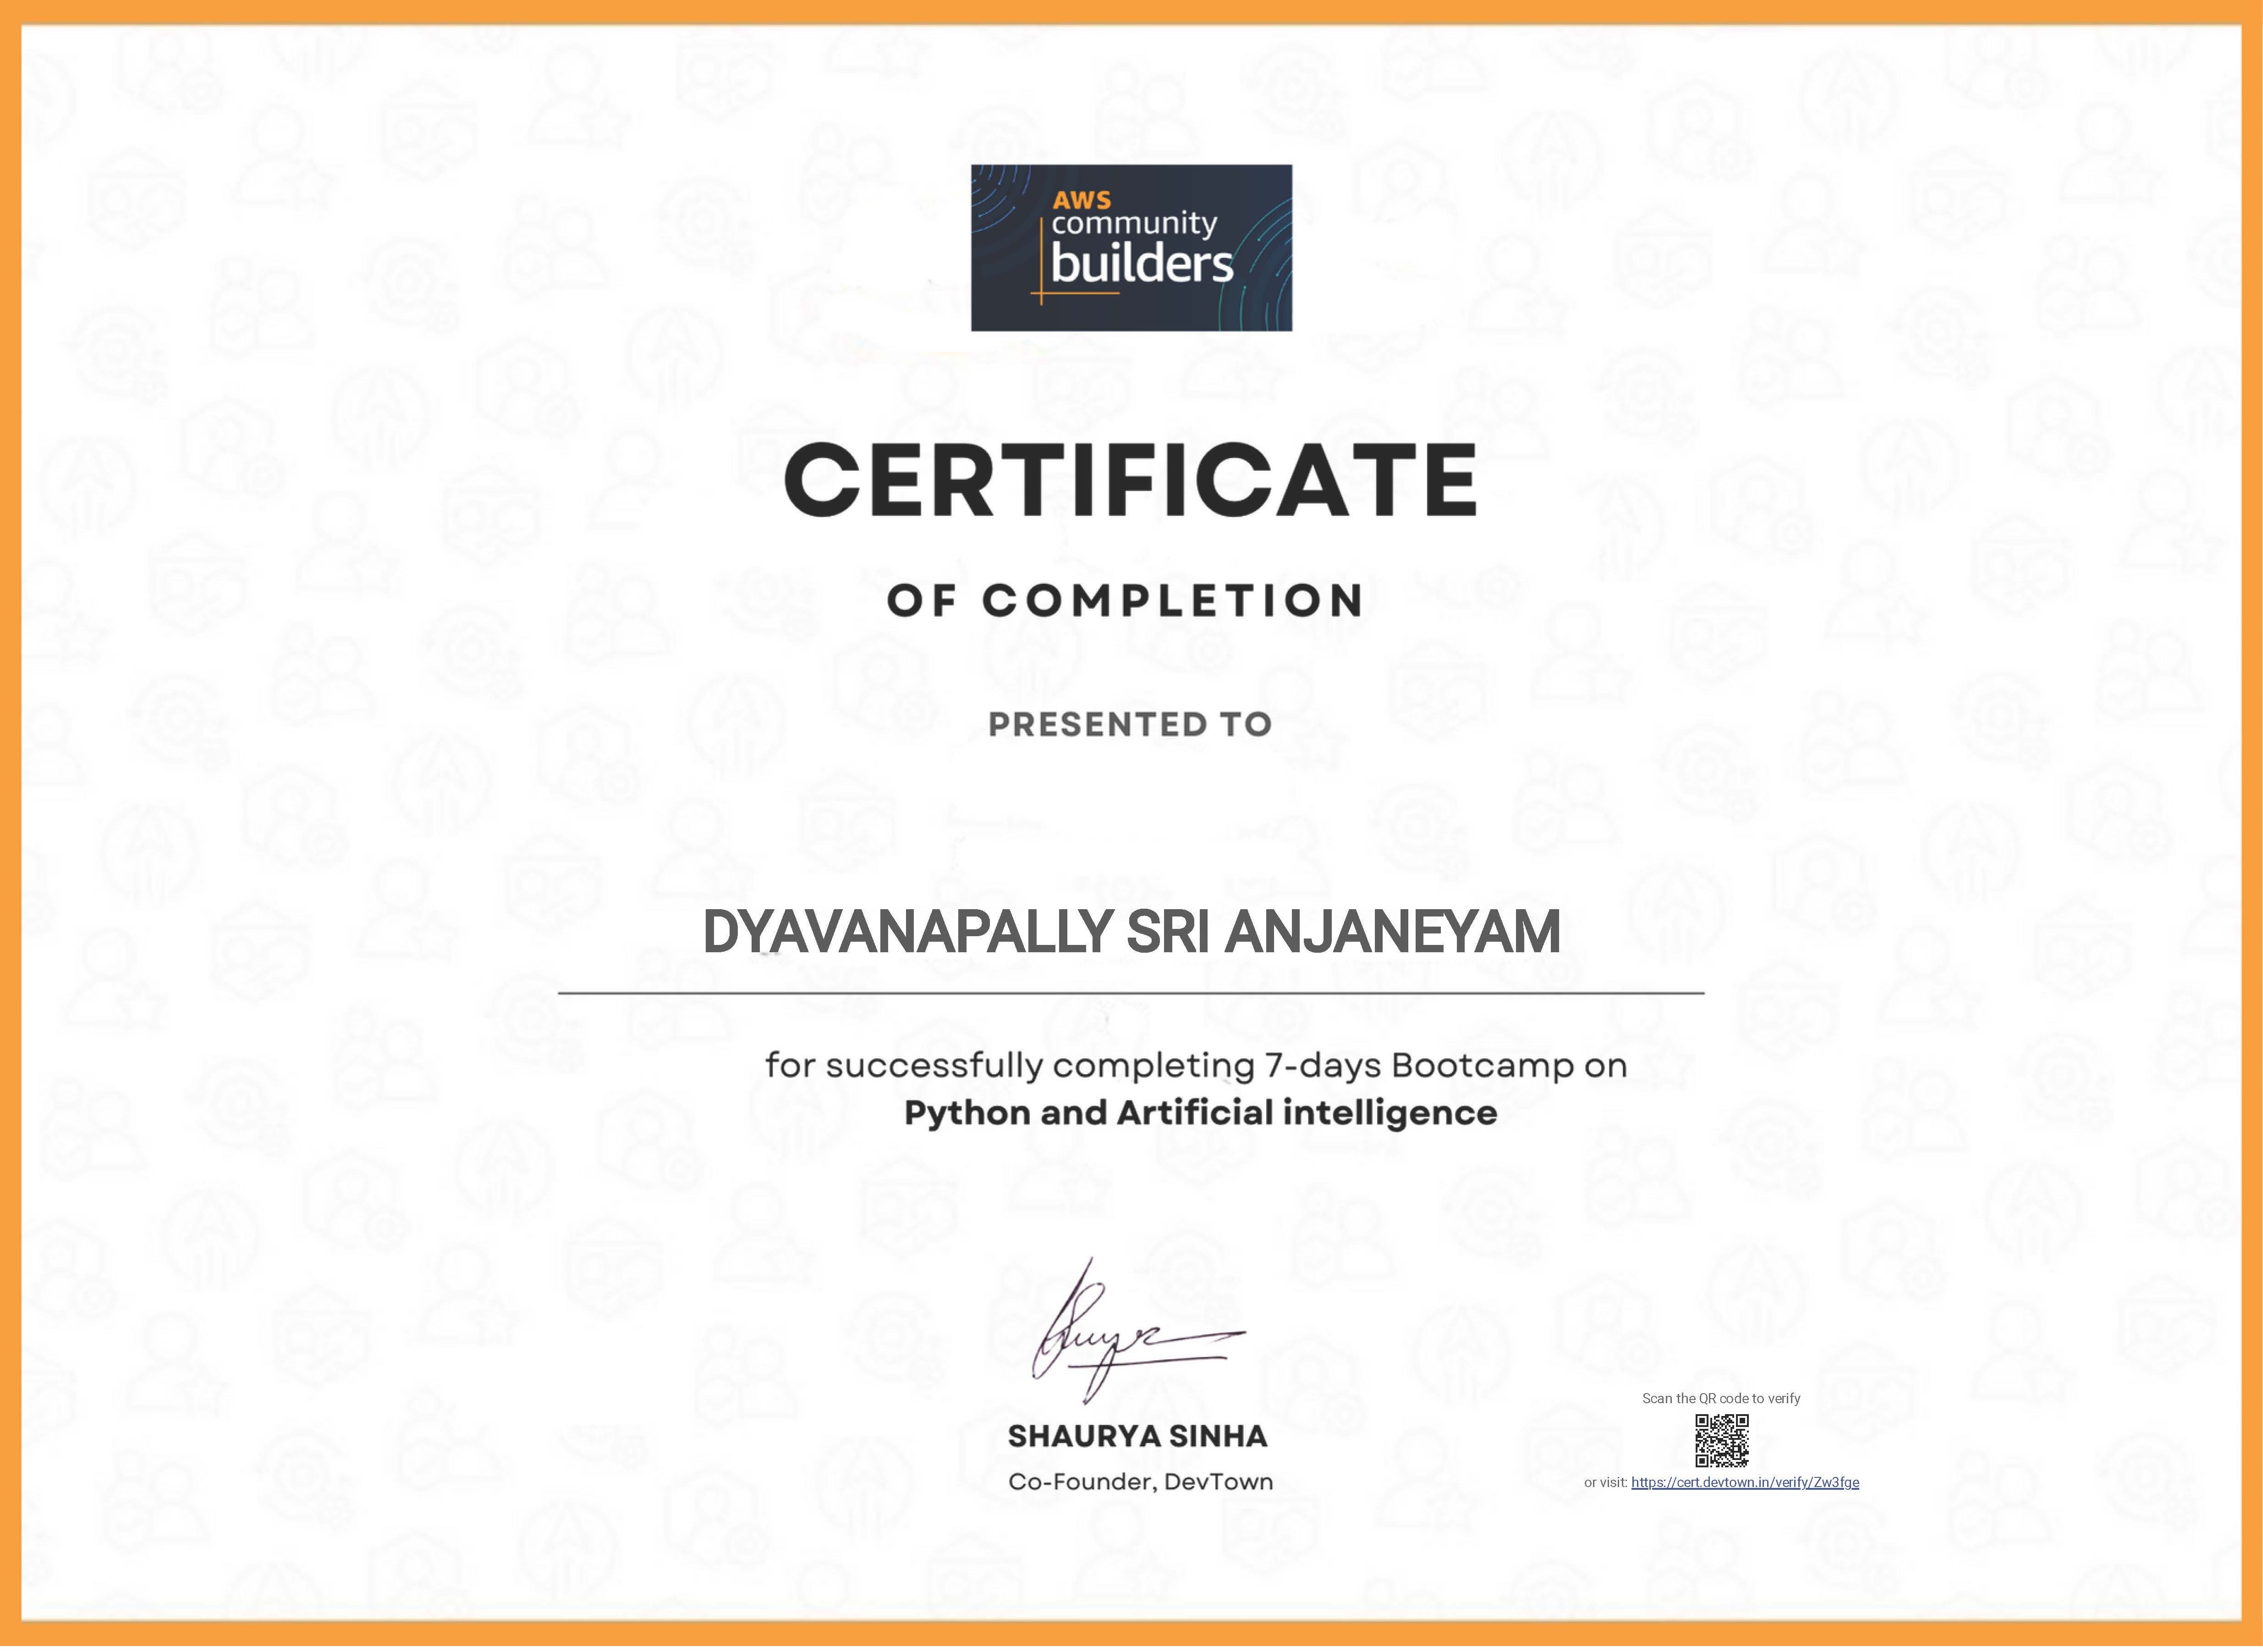 AWS
community
builders
CERTIFICATE
OF COMPLETION
PRESENTED TO
DYAVANAPALLY SRI ANJANEYAM
for successfully completing 7-days Bootcamp on
Python and Artificial intelligence
SHAURYA SINHA
Co-Founder, DevTown
Scan the QR code to verify
or visit: https://cert.devtown.in/verify/Zw3fge